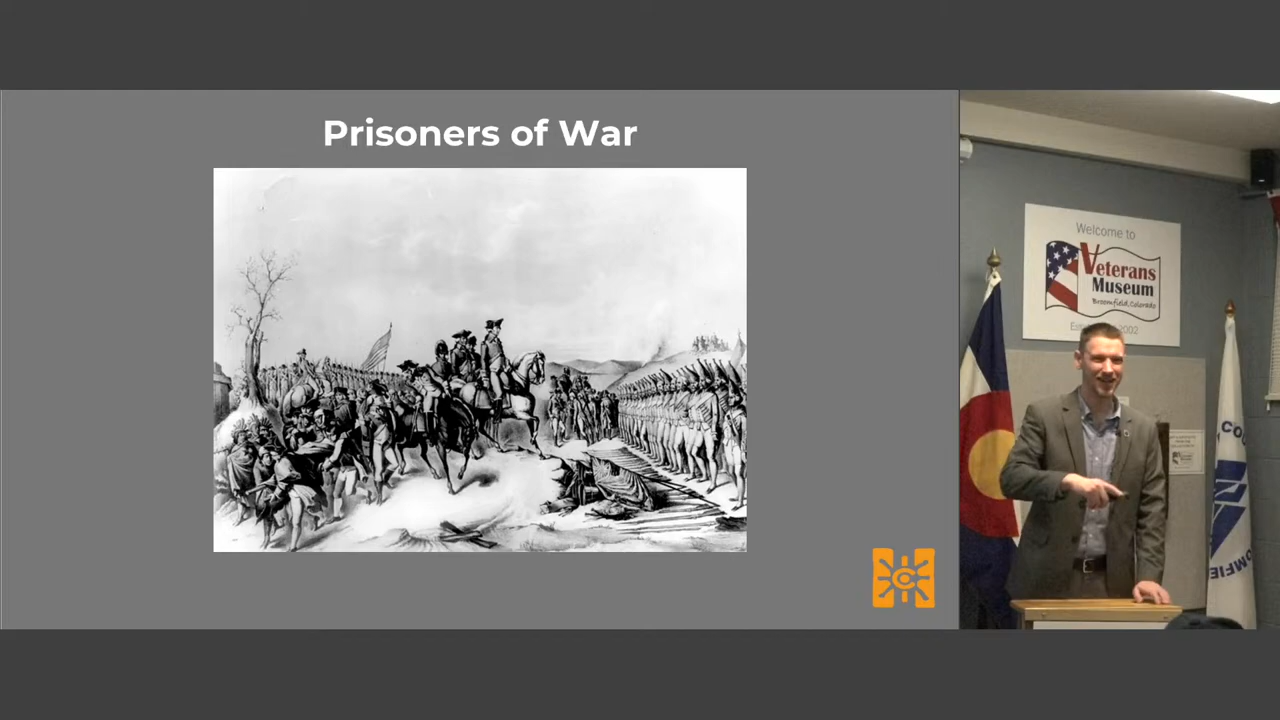 Prisoners of War
Welcome to
Veterans
Museum
Broomfield, Colorado
2002